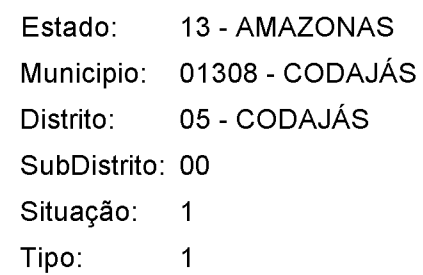 Estado: 13 - AMAZONAS
Municipio: 01308 - CODAJÁS
Distrito: 05 - CODAJÁS
SubDistrito: 00
Situação: 1
Tipo: 1